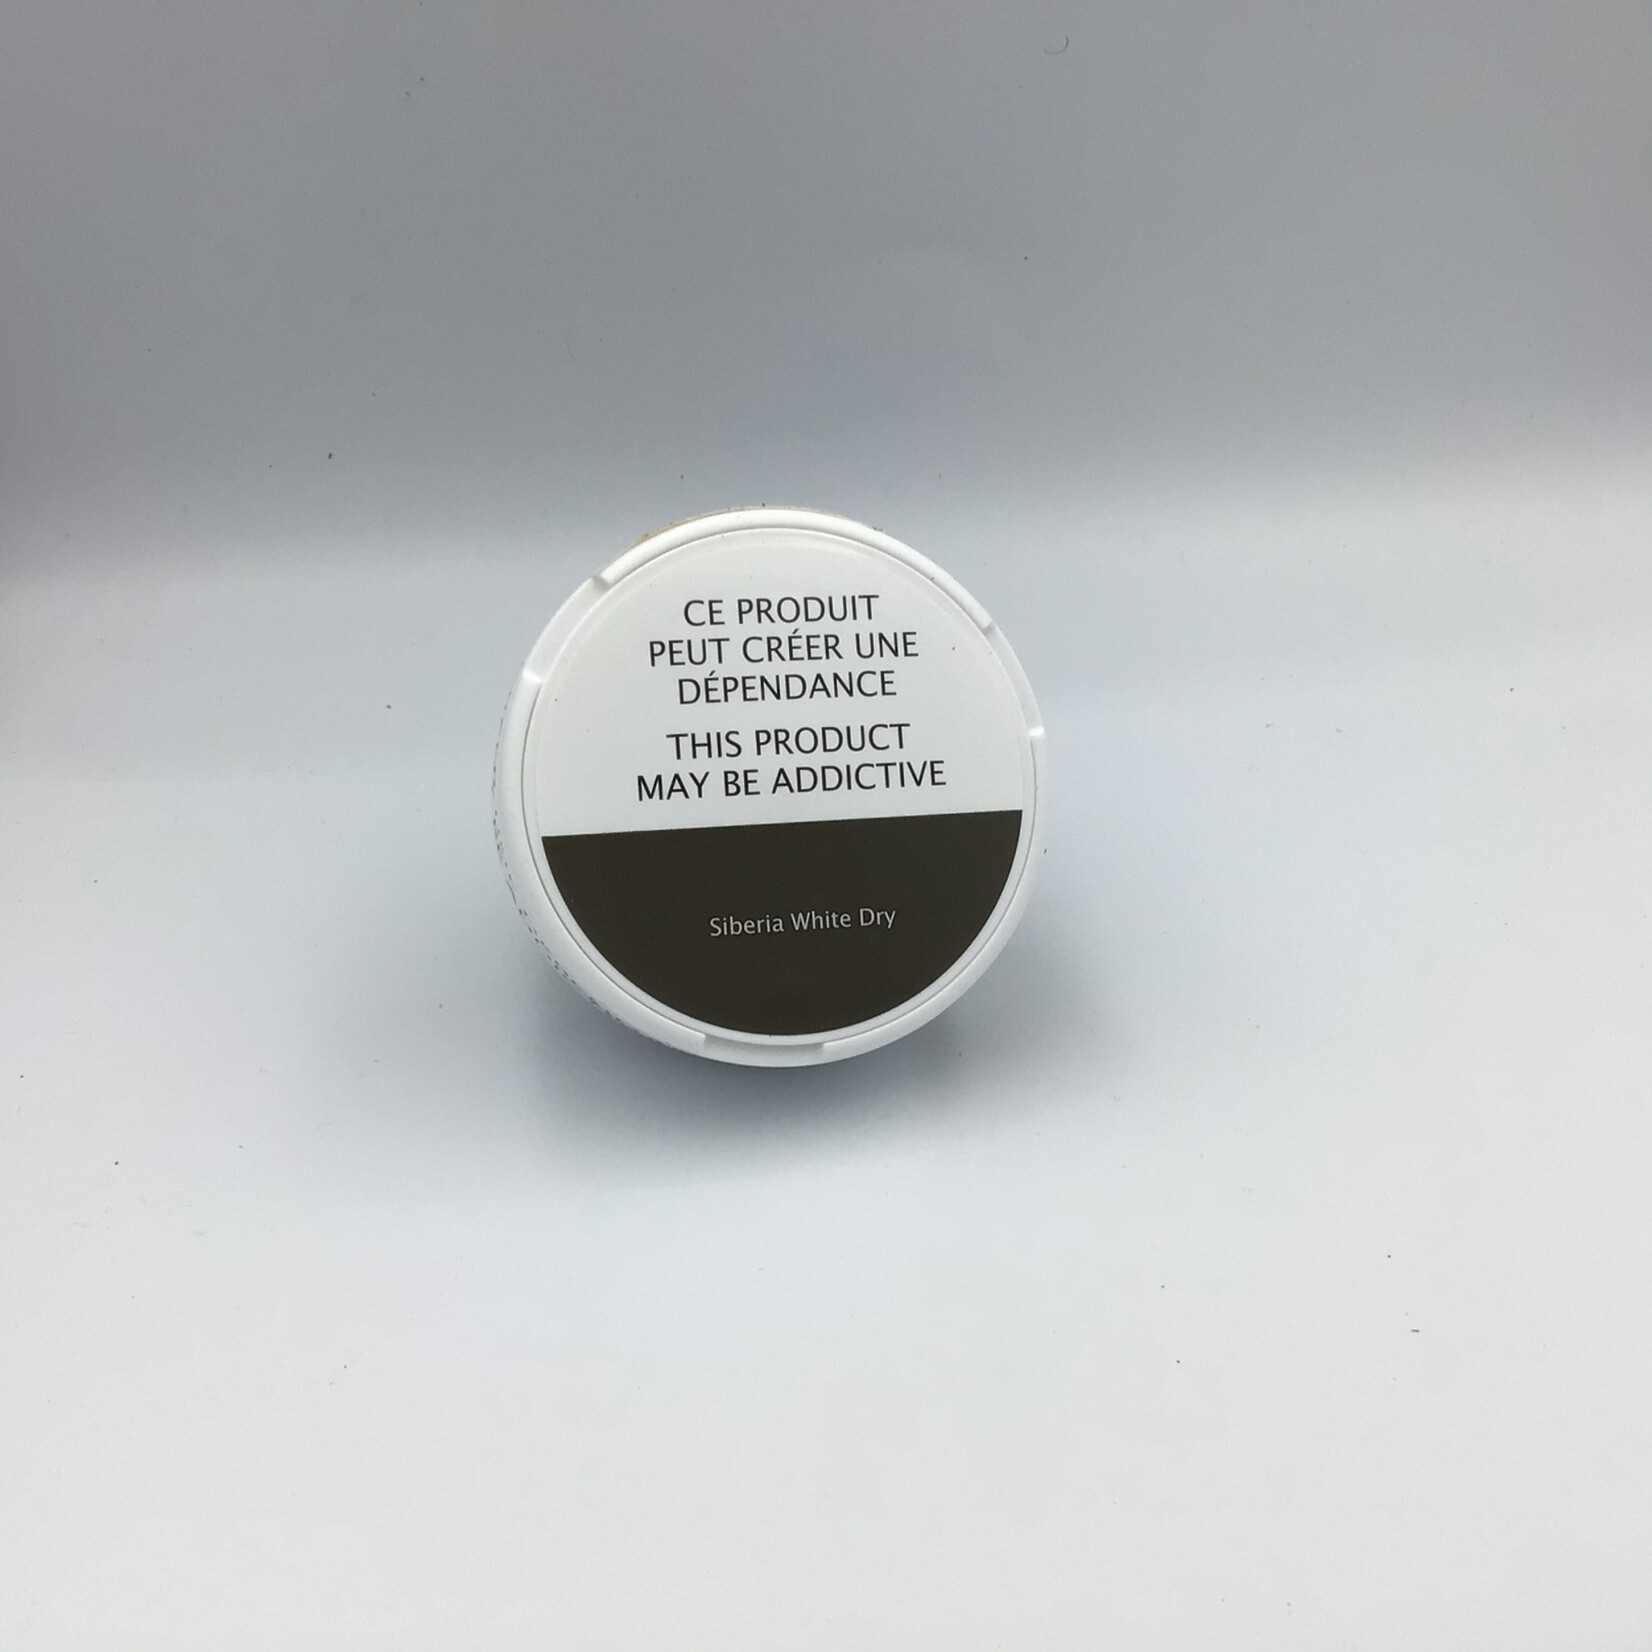 CE PRODUIT
PEUT CRÉER UNE
DÉPENDANCE
THIS PRODUCT
MAY BE ADDICTIVE
Siberia White Dry